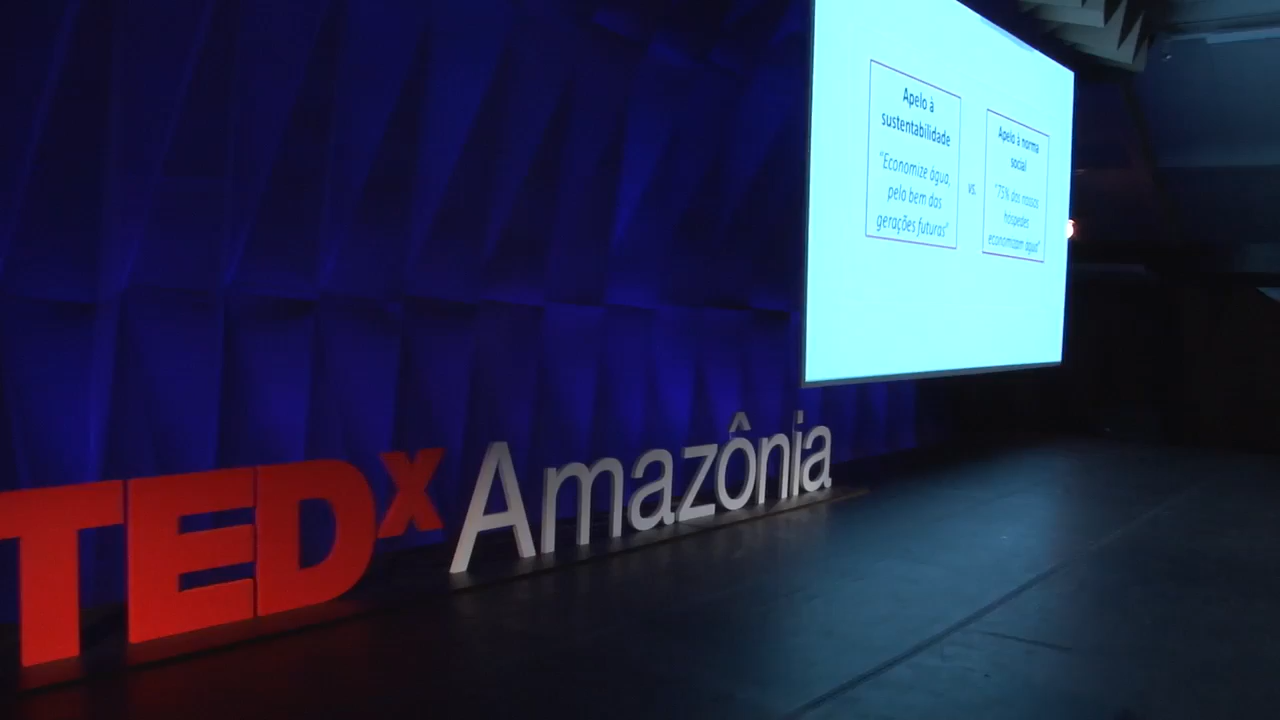 Apelo à
sustentabilidade
"Economize água,
pelo bem das
gerações futuras"
vs.
Apelo à norma
social
"75% dos nossos
hóspedes
economizam água"
TEDx Amazônia